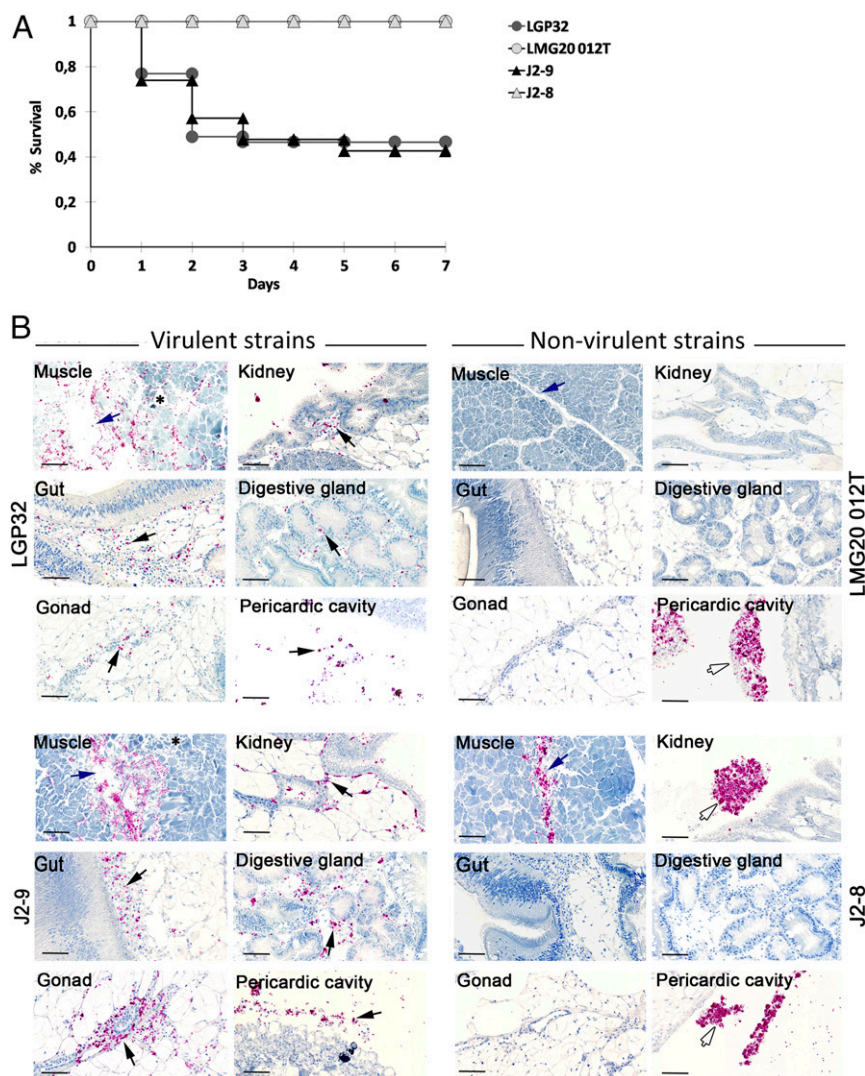 A
LGP32
LMG20 012T
J2-9
J2-8
% Survival
1
0,8
0,6
0,4
0,2
0
0 1 2 3 4 5 6 7
Days
B
Virulent strains
Non-virulent strains
LGP32
Muscle
*
Kidney
Gut
Digestive gland
Gonad
Pericardic cavity
Muscle
Kidney
Gut
Digestive gland
Gonad
Pericardic cavity
LMG20 012T
J2-9
Muscle
*
Kidney
Gut
Digestive gland
Gonad
Pericardic cavity
Muscle
Kidney
Gut
Digestive gland
Gonad
Pericardic cavity
J2-8